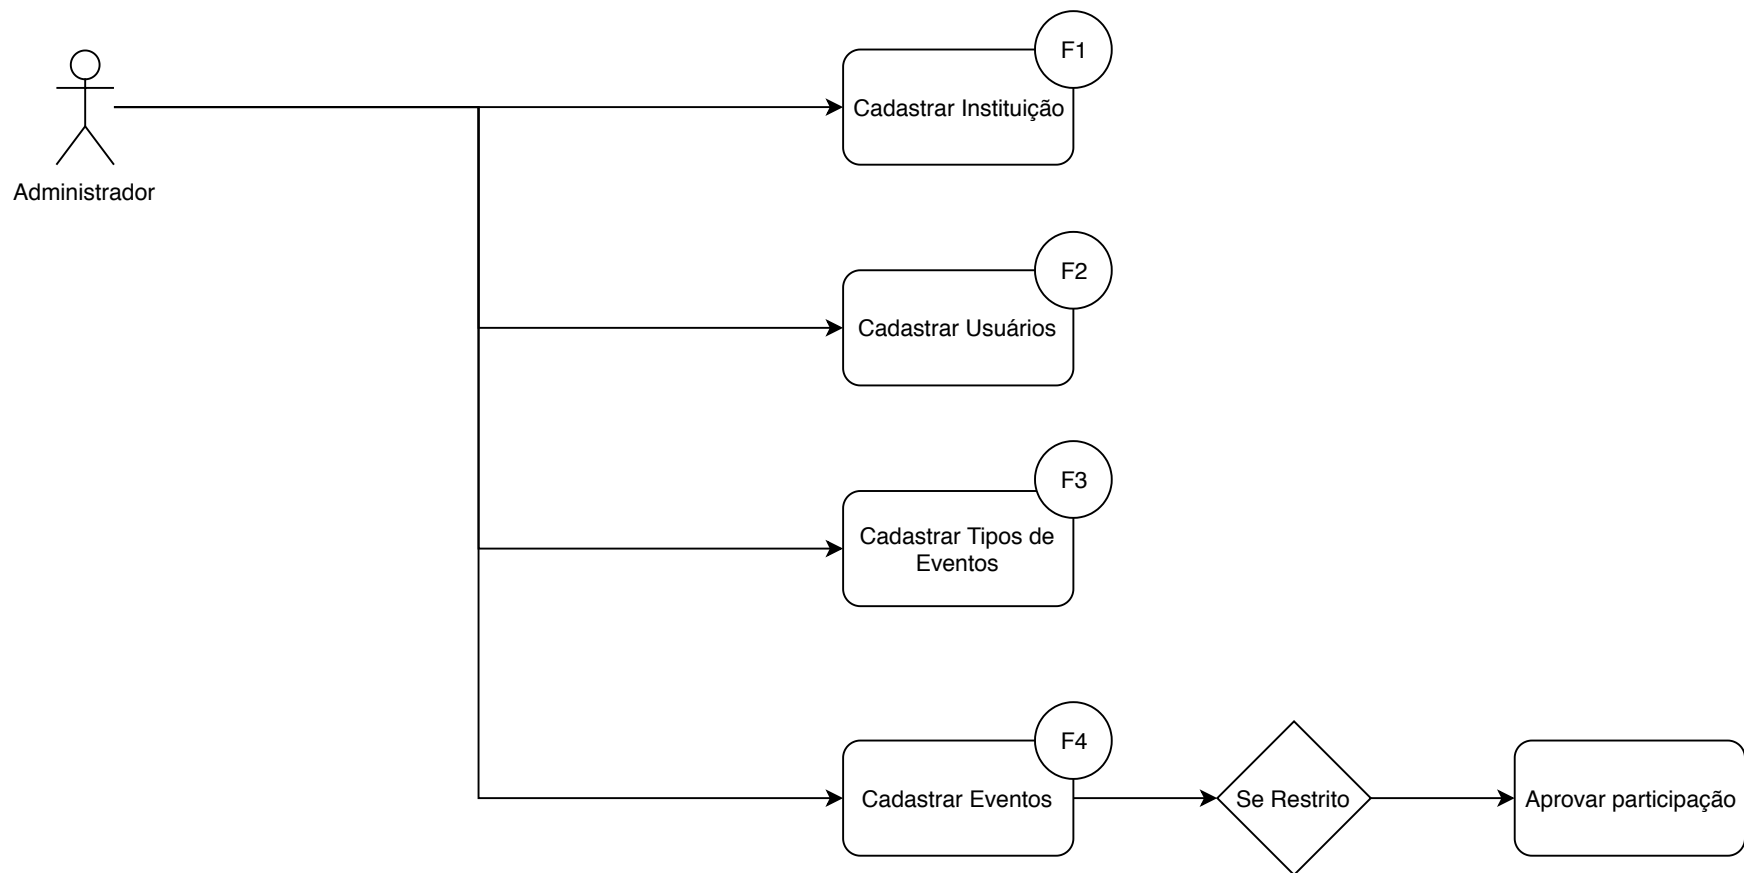 F1
Cadastrar Instituição
Administrador
F2
Cadastrar Usuários
F3
Cadastrar Tipos de
Eventos
F4
Cadastrar Eventos
Se Restrito
Aprovar participação